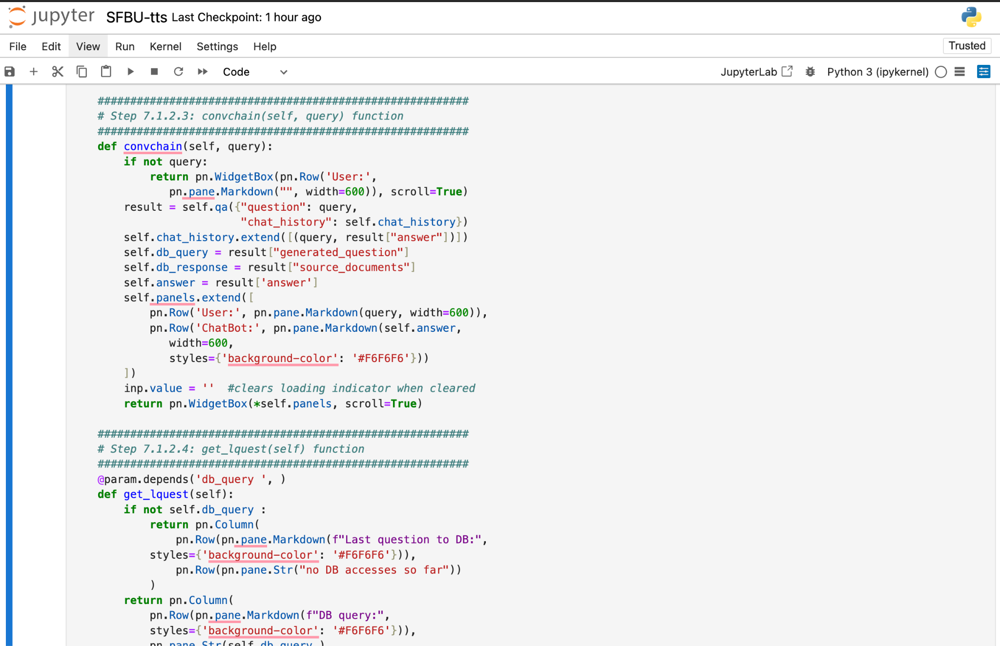 jupyter SFBU-tts Last Checkpoint: 1 hour ago
File Edit View Run Kernel Settings Help Trusted
Code JupyterLab Python 3 (ipykernel)
#########################################################
# Step 7.1.2.3: convchain(self, query) function
#########################################################
def convchain(self, query):
    if not query:
        return pn.WidgetBox(pn.Row('User:',
           pn.pane.Markdown("", width=600)), scroll=True)
    result = self.qa({"question": query,
                      "chat_history": self.chat_history})
    self.chat_history.extend([(query, result["answer"])])
    self.db_query = result["generated_question"]
    self.db_response = result["source_documents"]
    self.answer = result['answer']
    self.panels.extend([
        pn.Row('User:', pn.pane.Markdown(query, width=600)),
        pn.Row('ChatBot:', pn.pane.Markdown(self.answer,
           width=600,
           styles={'background-color': '#F6F6F6'}))
    ])
    inp.value = ''  #clears loading indicator when cleared
    return pn.WidgetBox(*self.panels, scroll=True)
#########################################################
# Step 7.1.2.4: get_lquest(self) function
#########################################################
@param.depends('db_query ', )
def get_lquest(self):
    if not self.db_query :
        return pn.Column(
            pn.Row(pn.pane.Markdown(f"Last question to DB:",
        styles={'background-color': '#F6F6F6'})),
            pn.Row(pn.pane.Str("no DB accesses so far"))
        )
    return pn.Column(
        pn.Row(pn.pane.Markdown(f"DB query:",
        styles={'background-color': '#F6F6F6'})),
        pn.pane.Str(self.db_query )